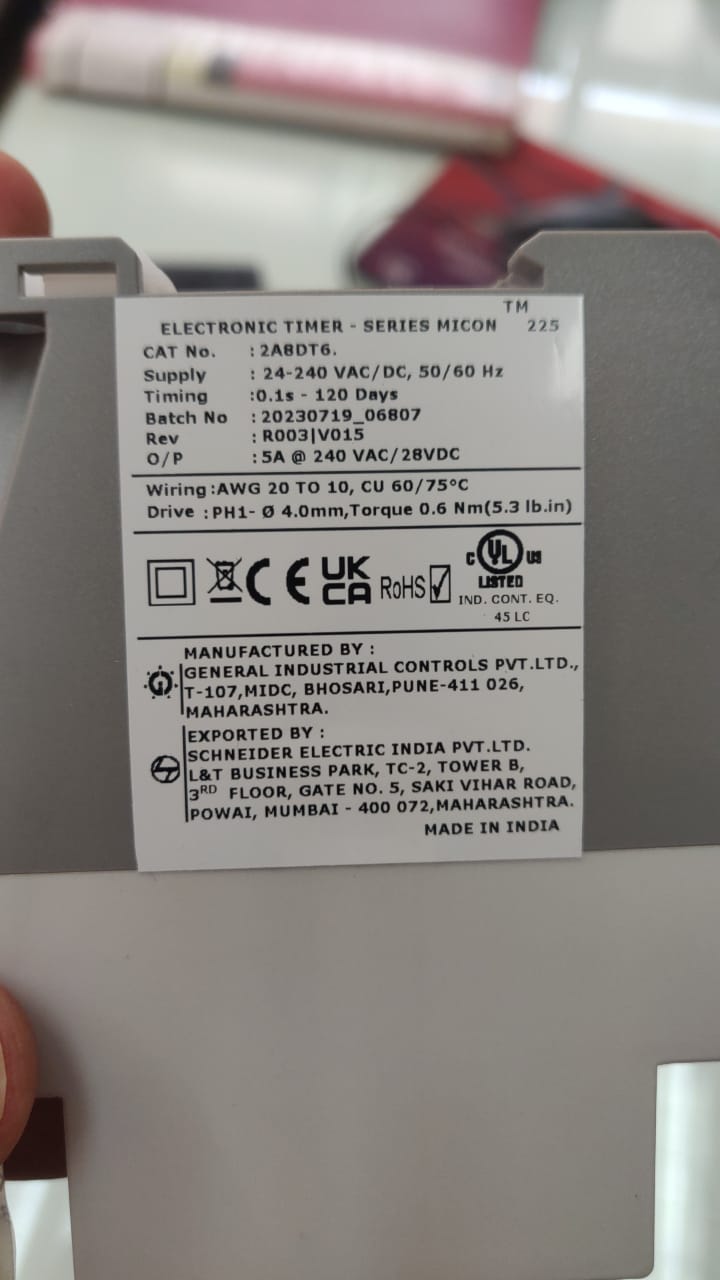 ELECTRONIC TIMER - SERIES MICON™ 225
CAT No. : 2A8DT6.
Supply : 24-240 VAC/DC, 50/60 Hz
Timing :0.1s - 120 Days
Batch No : 20230719_06807
Rev : R003|V015
O/P : 5A @ 240 VAC/28VDC
Wiring:AWG 20 TO 10, CU 60/75°C
Drive :PH1- Ø 4.0mm,Torque 0.6 Nm(5.3 lb.in)
CE UK CA RoHS c UL us
LISTED
IND. CONT. EQ.
45 LC
MANUFACTURED BY :
GENERAL INDUSTRIAL CONTROLS PVT.LTD.,
T-107,MIDC, BHOSARI,PUNE-411 026,
MAHARASHTRA.
EXPORTED BY :
SCHNEIDER ELECTRIC INDIA PVT.LTD.
L&T BUSINESS PARK, TC-2, TOWER B,
3RD FLOOR, GATE NO. 5, SAKI VIHAR ROAD,
POWAI, MUMBAI - 400 072,MAHARASHTRA.
MADE IN INDIA